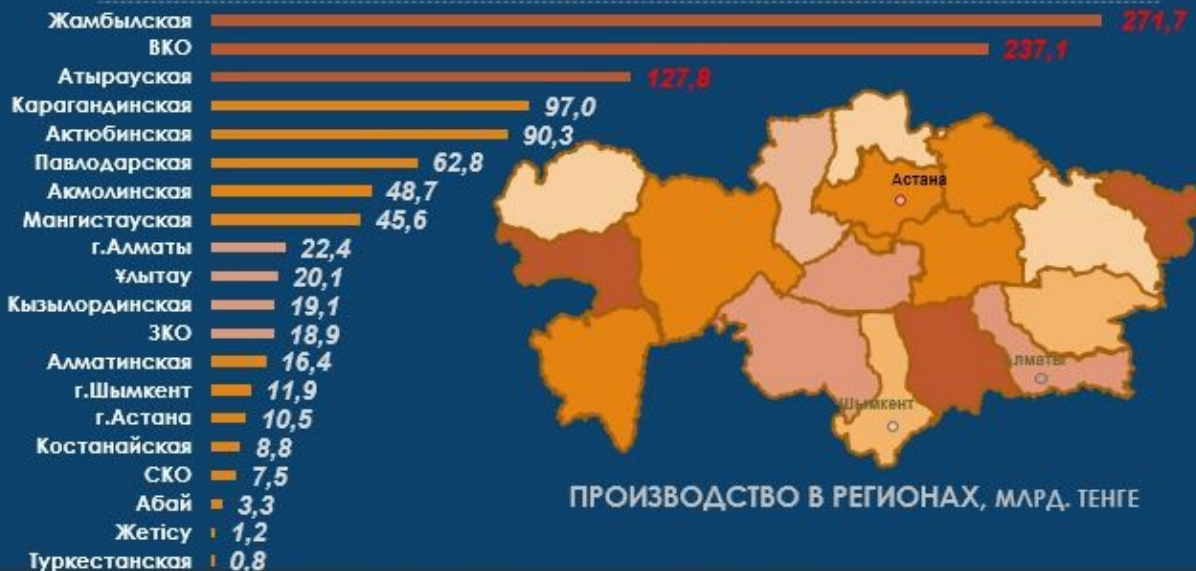 Жамбылская 271,7
ВКО 237,1
Атырауская 127,8
Карагандинская 97,0
Актюбинская 90,3
Павлодарская 62,8
Акмолинская 48,7
Мангистауская 45,6
г.Алматы 22,4
Ұлытау 20,1
Кызылординская 19,1
ЗКО 18,9
Алматинская 16,4
г.Шымкент 11,9
г.Астана 10,5
Костанайская 8,8
СКО 7,5
Абай 3,3
Жетісу 1,2
Туркестанская 0,8
Астана
Алматы
Шымкент
ПРОИЗВОДСТВО В РЕГИОНАХ, МЛРД. ТЕНГЕ